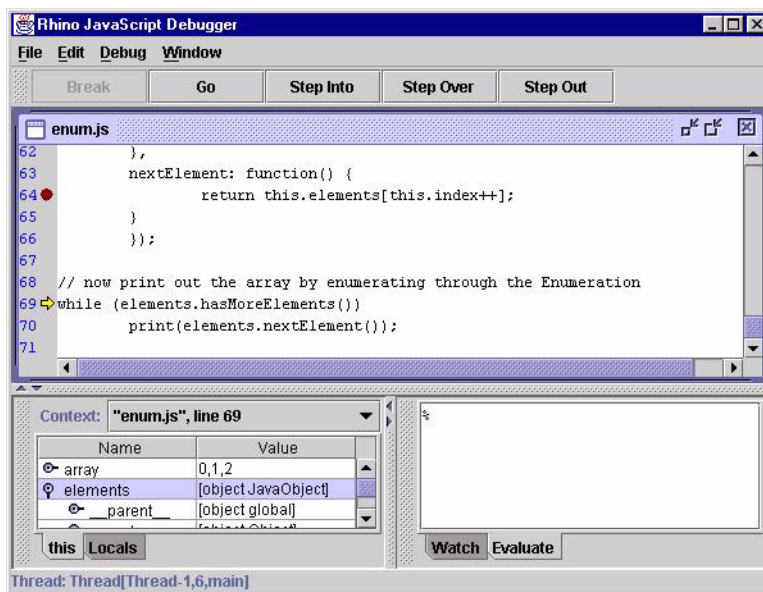 Rhino JavaScript Debugger
File Edit Debug Window
Break Go Step Into Step Over Step Out
enum.js
62 },
63 nextElement: function() {
64 return this.elements[this.index++];
65 }
66 });
67
68 // now print out the array by enumerating through the Enumeration
69 while (elements.hasMoreElements())
70 print(elements.nextElement());
71
Context: "enum.js", line 69
%
Name Value
array 0,1,2
elements [object JavaObject]
__parent__ [object global]
this Locals
Watch Evaluate
Thread: Thread[Thread-1,6,main]